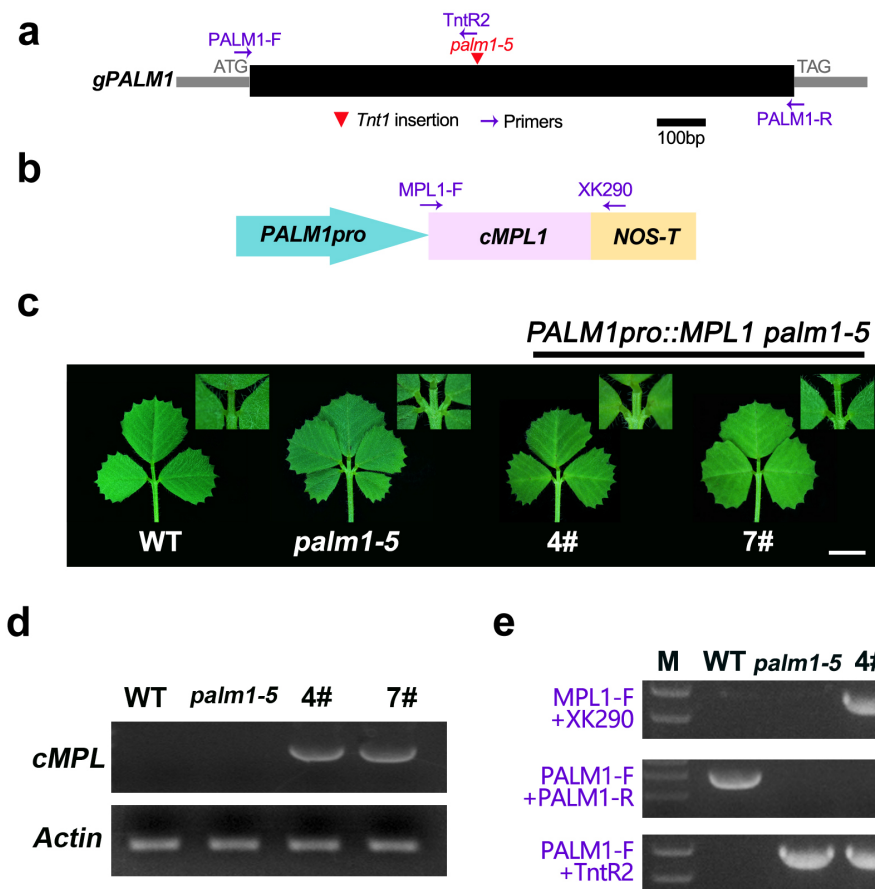 a
PALM1-F
TntR2
palm1-5
ATG
TAG
gPALM1
Tnt1 insertion
Primers
100bp
PALM1-R
b
MPL1-F
XK290
PALM1pro
cMPL1
NOS-T
c
PALM1pro::MPL1 palm1-5
WT
palm1-5
4#
7#
d
WT
palm1-5
4#
7#
cMPL
Actin
e
M
WT
palm1-5
4#
MPL1-F
+XK290
PALM1-F
+PALM1-R
PALM1-F
+TntR2